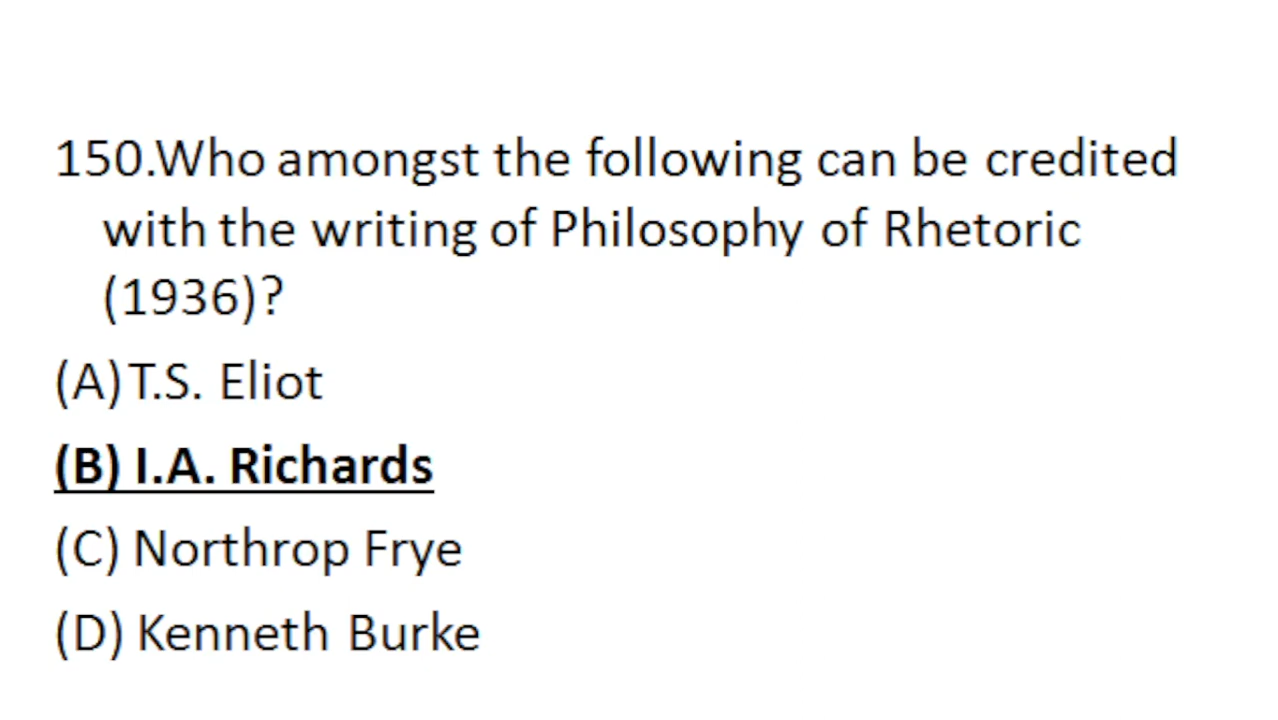 150.Who amongst the following can be credited
with the writing of Philosophy of Rhetoric
(1936)?
(A) T.S. Eliot
(B) I.A. Richards
(C) Northrop Frye
(D) Kenneth Burke